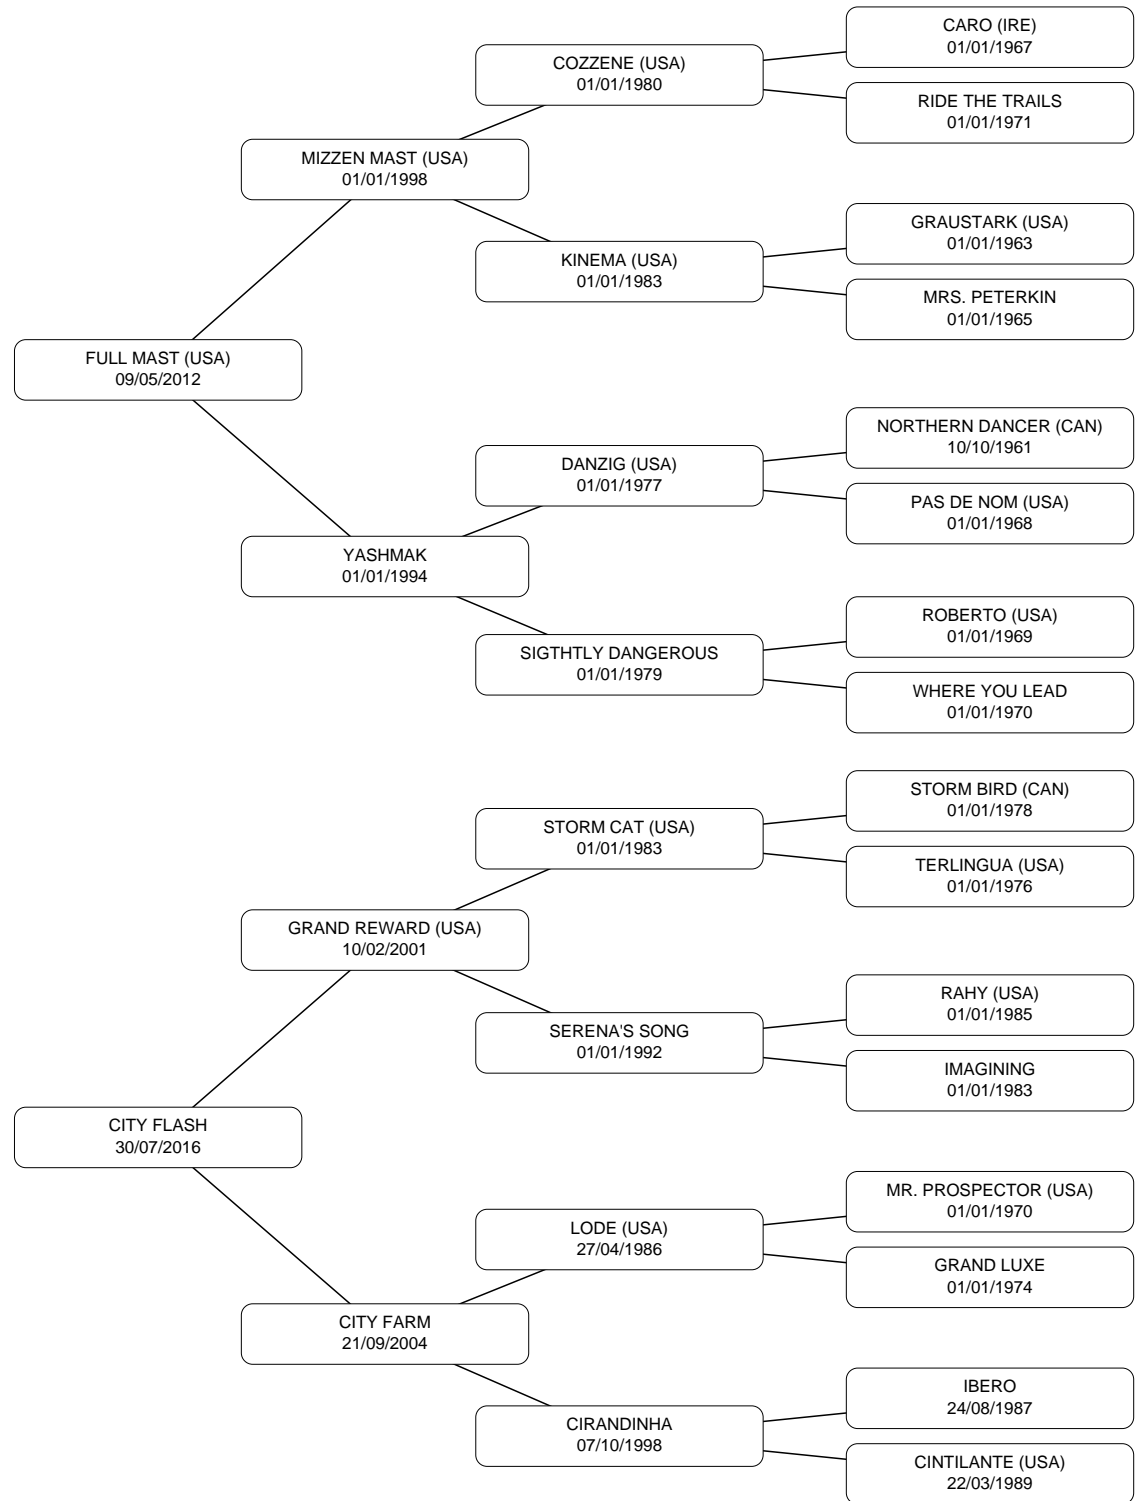 CARO (IRE)
01/01/1967
COZZENE (USA)
01/01/1980
RIDE THE TRAILS
01/01/1971
MIZZEN MAST (USA)
01/01/1998
GRAUSTARK (USA)
01/01/1963
KINEMA (USA)
01/01/1983
MRS. PETERKIN
01/01/1965
FULL MAST (USA)
09/05/2012
NORTHERN DANCER (CAN)
10/10/1961
DANZIG (USA)
01/01/1977
PAS DE NOM (USA)
01/01/1968
YASHMAK
01/01/1994
ROBERTO (USA)
01/01/1969
SIGTHTLY DANGEROUS
01/01/1979
WHERE YOU LEAD
01/01/1970
STORM BIRD (CAN)
01/01/1978
STORM CAT (USA)
01/01/1983
TERLINGUA (USA)
01/01/1976
GRAND REWARD (USA)
10/02/2001
RAHY (USA)
01/01/1985
SERENA'S SONG
01/01/1992
IMAGINING
01/01/1983
CITY FLASH
30/07/2016
MR. PROSPECTOR (USA)
01/01/1970
LODE (USA)
27/04/1986
GRAND LUXE
01/01/1974
CITY FARM
21/09/2004
IBERO
24/08/1987
CIRANDINHA
07/10/1998
CINTILANTE (USA)
22/03/1989